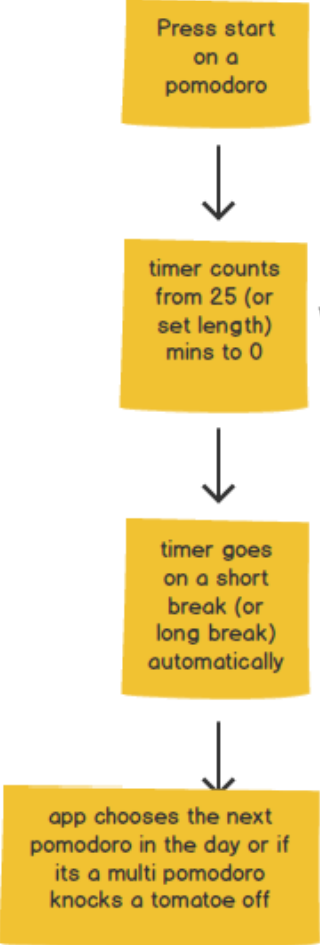 Press start
on a
pomodoro
timer counts
from 25 (or
set length)
mins to 0
timer goes
on a short
break (or
long break)
automatically
app chooses the next
pomodoro in the day or if
its a multi pomodoro
knocks a tomatoe off